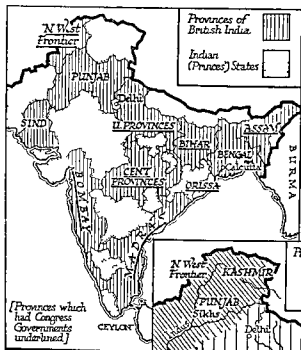 N West
Frontier
Provinces of
British India
Indian
(Princes') States
PUNJAB
Delhi
SIND
U. PROVINCES
ASSAM
BIHAR
BENGAL
Calcutta
BURMA
CENT
PROVINCES
ORISSA
BOMBAY
MADRAS
CEYLON
[Provinces which
had Congress
Governments
underlined]
N West
Frontier
KASHMIR
PUNJAB
Sikhs
Delhi